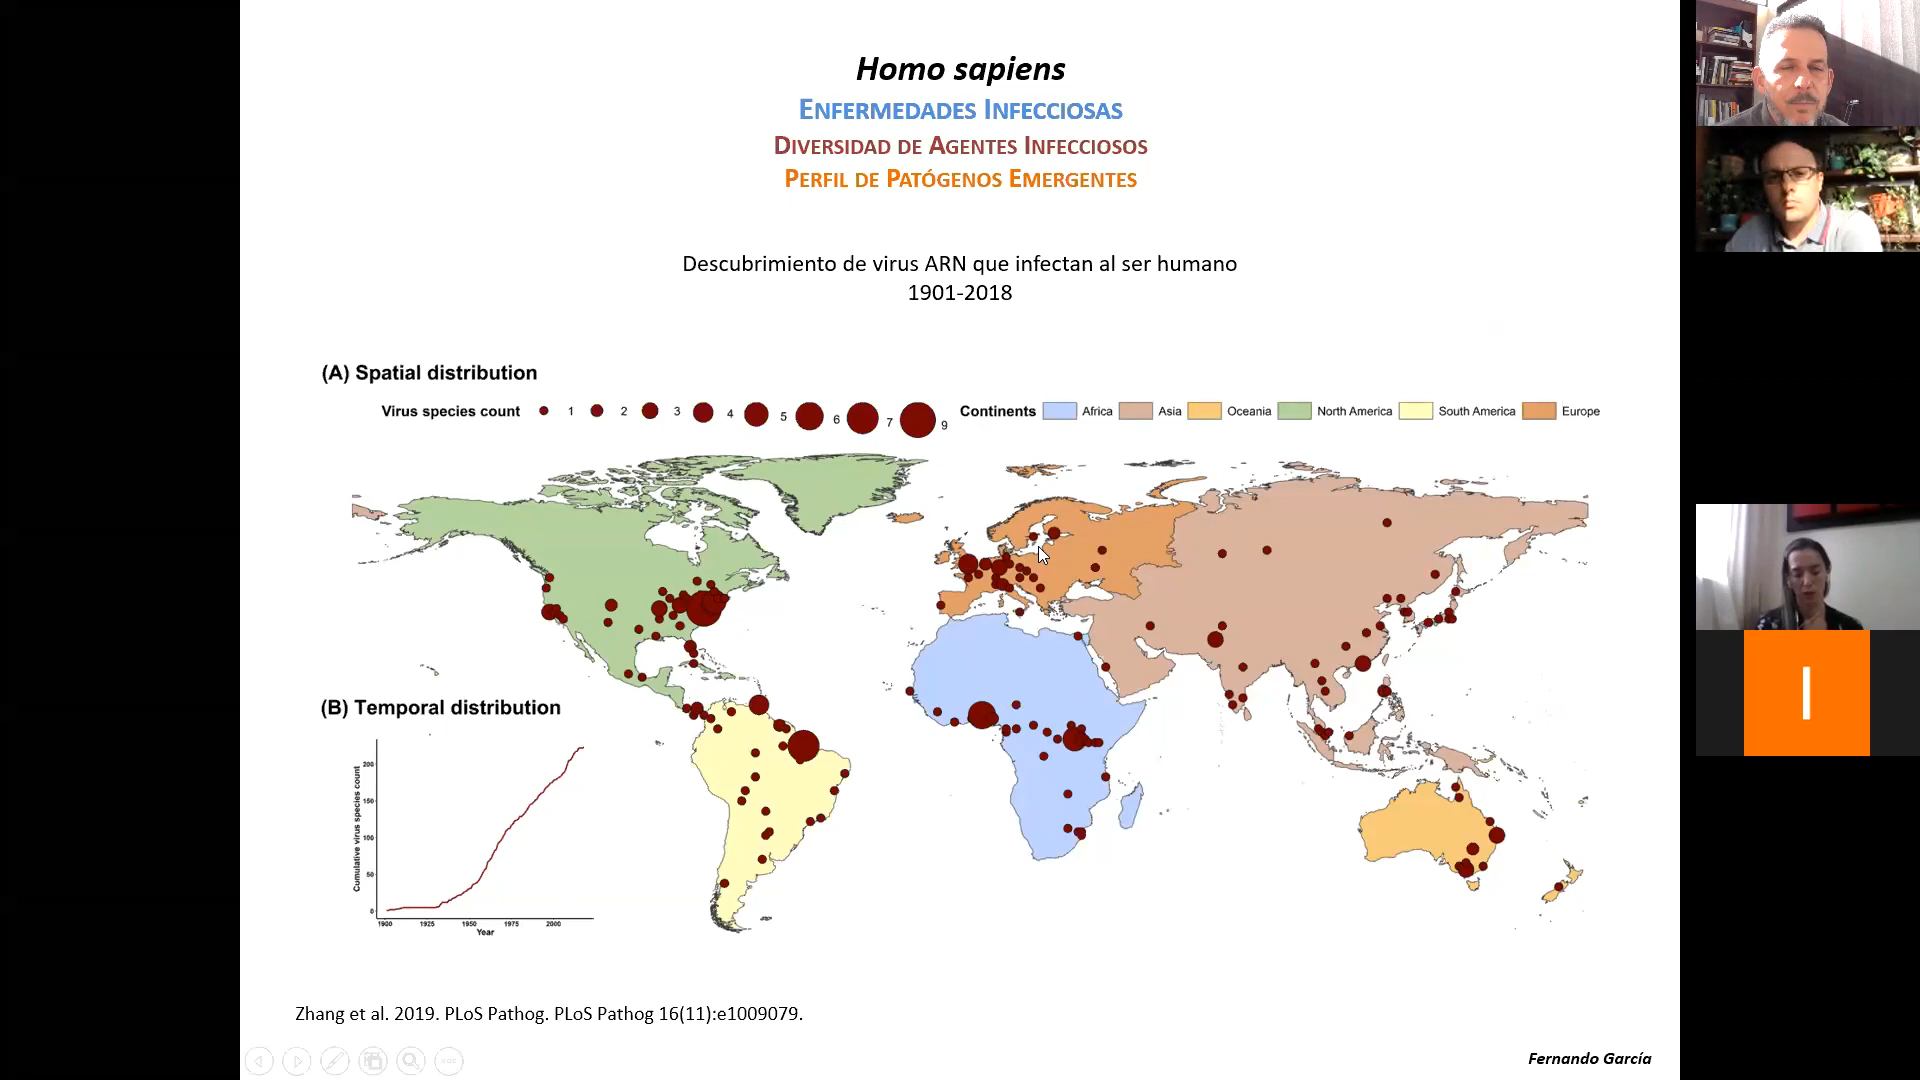 Homo sapiens
ENFERMEDADES INFECCIOSAS
DIVERSIDAD DE AGENTES INFECCIOSOS
PERFIL DE PATÓGENOS EMERGENTES
Descubrimiento de virus ARN que infectan al ser humano
1901-2018
(A) Spatial distribution
Virus species count 1 2 3 4 5 6 7 9 Continents Africa Asia Oceania North America South America Europe
(B) Temporal distribution
Cumulative virus species count
200
150
100
50
0
1900 1925 1950 1975 2000
Year
Zhang et al. 2019. PLoS Pathog. PLoS Pathog 16(11):e1009079.
Fernando García
I